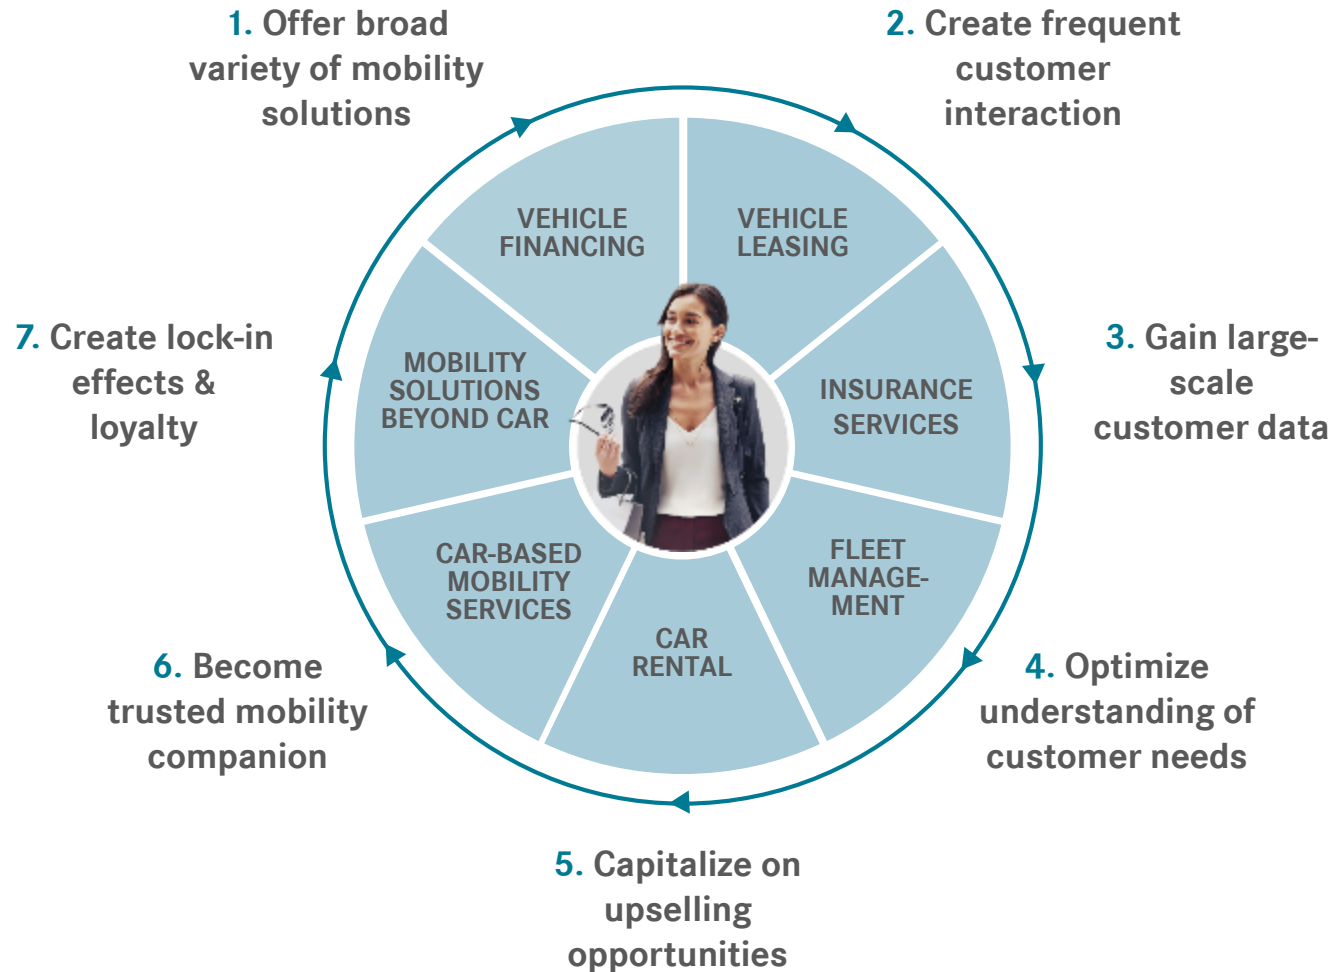 1. Offer broad
variety of mobility
solutions
2. Create frequent
customer
interaction
3. Gain large-
scale
customer data
4. Optimize
understanding of
customer needs
5. Capitalize on
upselling
opportunities
6. Become
trusted mobility
companion
7. Create lock-in
effects &
loyalty
VEHICLE
FINANCING
VEHICLE
LEASING
INSURANCE
SERVICES
FLEET
MANAGE-
MENT
CAR
RENTAL
CAR-BASED
MOBILITY
SERVICES
MOBILITY
SOLUTIONS
BEYOND CAR